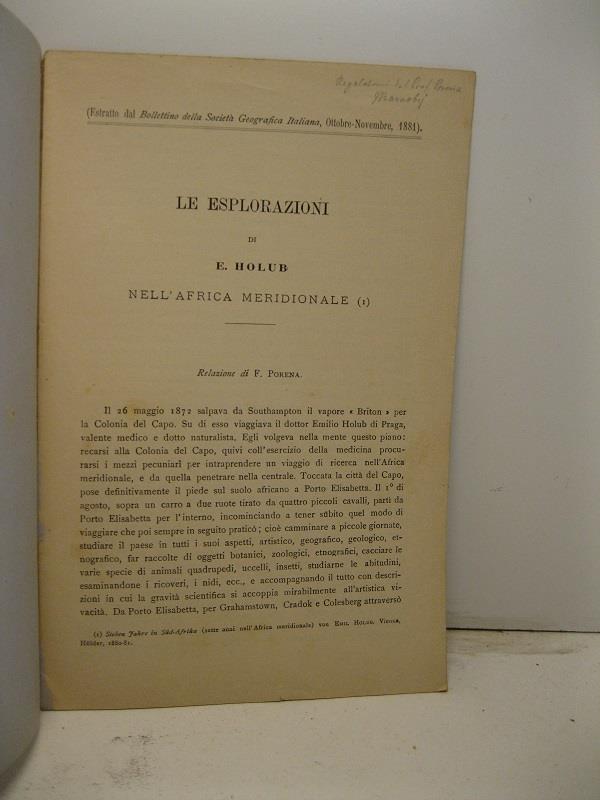 Regalatomi dal Prof. Porena
(Estratto dal Bollettino della Società Geografica Italiana, Ottobre-Novembre, 1881).
LE ESPLORAZIONI
DI
E. HOLUB
NELL'AFRICA MERIDIONALE (1)
Relazione di F. PORENA.
Il 26 maggio 1872 salpava da Southampton il vapore « Briton » per
la Colonia del Capo. Su di esso viaggiava il dottor Emilio Holub di Praga,
valente medico e dotto naturalista. Egli volgeva nella mente questo piano:
recarsi alla Colonia del Capo, quivi coll'esercizio della medicina procu-
rarsi i mezzi pecuniarî per intraprendere un viaggio di ricerca nell'Africa
meridionale, e da quella penetrare nella centrale. Toccata la città del Capo,
pose definitivamente il piede sul suolo africano a Porto Elisabetta. Il 1º di
agosto, sopra un carro a due ruote tirato da quattro piccoli cavalli, partì da
Porto Elisabetta per l'interno, incominciando a tener sùbito quel modo di
viaggiare che poi sempre in seguito praticò; cioè camminare a piccole giornate,
studiare il paese in tutti i suoi aspetti, artistico, geografico, geologico, et-
nografico, far raccolte di oggetti botanici, zoologici, etnografici, cacciare le
varie specie di animali quadrupedi, uccelli, insetti, studiarne le abitudini,
esaminandone i ricoveri, i nidi, ecc., e accompagnando il tutto con descri-
zioni in cui la gravità scientifica si accoppia mirabilmente all'artistica vi-
vacità. Da Porto Elisabetta, per Grahamstown, Cradok e Colesberg attraversò
(1) Sieben Jahre in Süd-Afrika (sette anni nell'Africa meridionale) von EMIL HOLUB. Vienna,
Hölder, 1880-81.